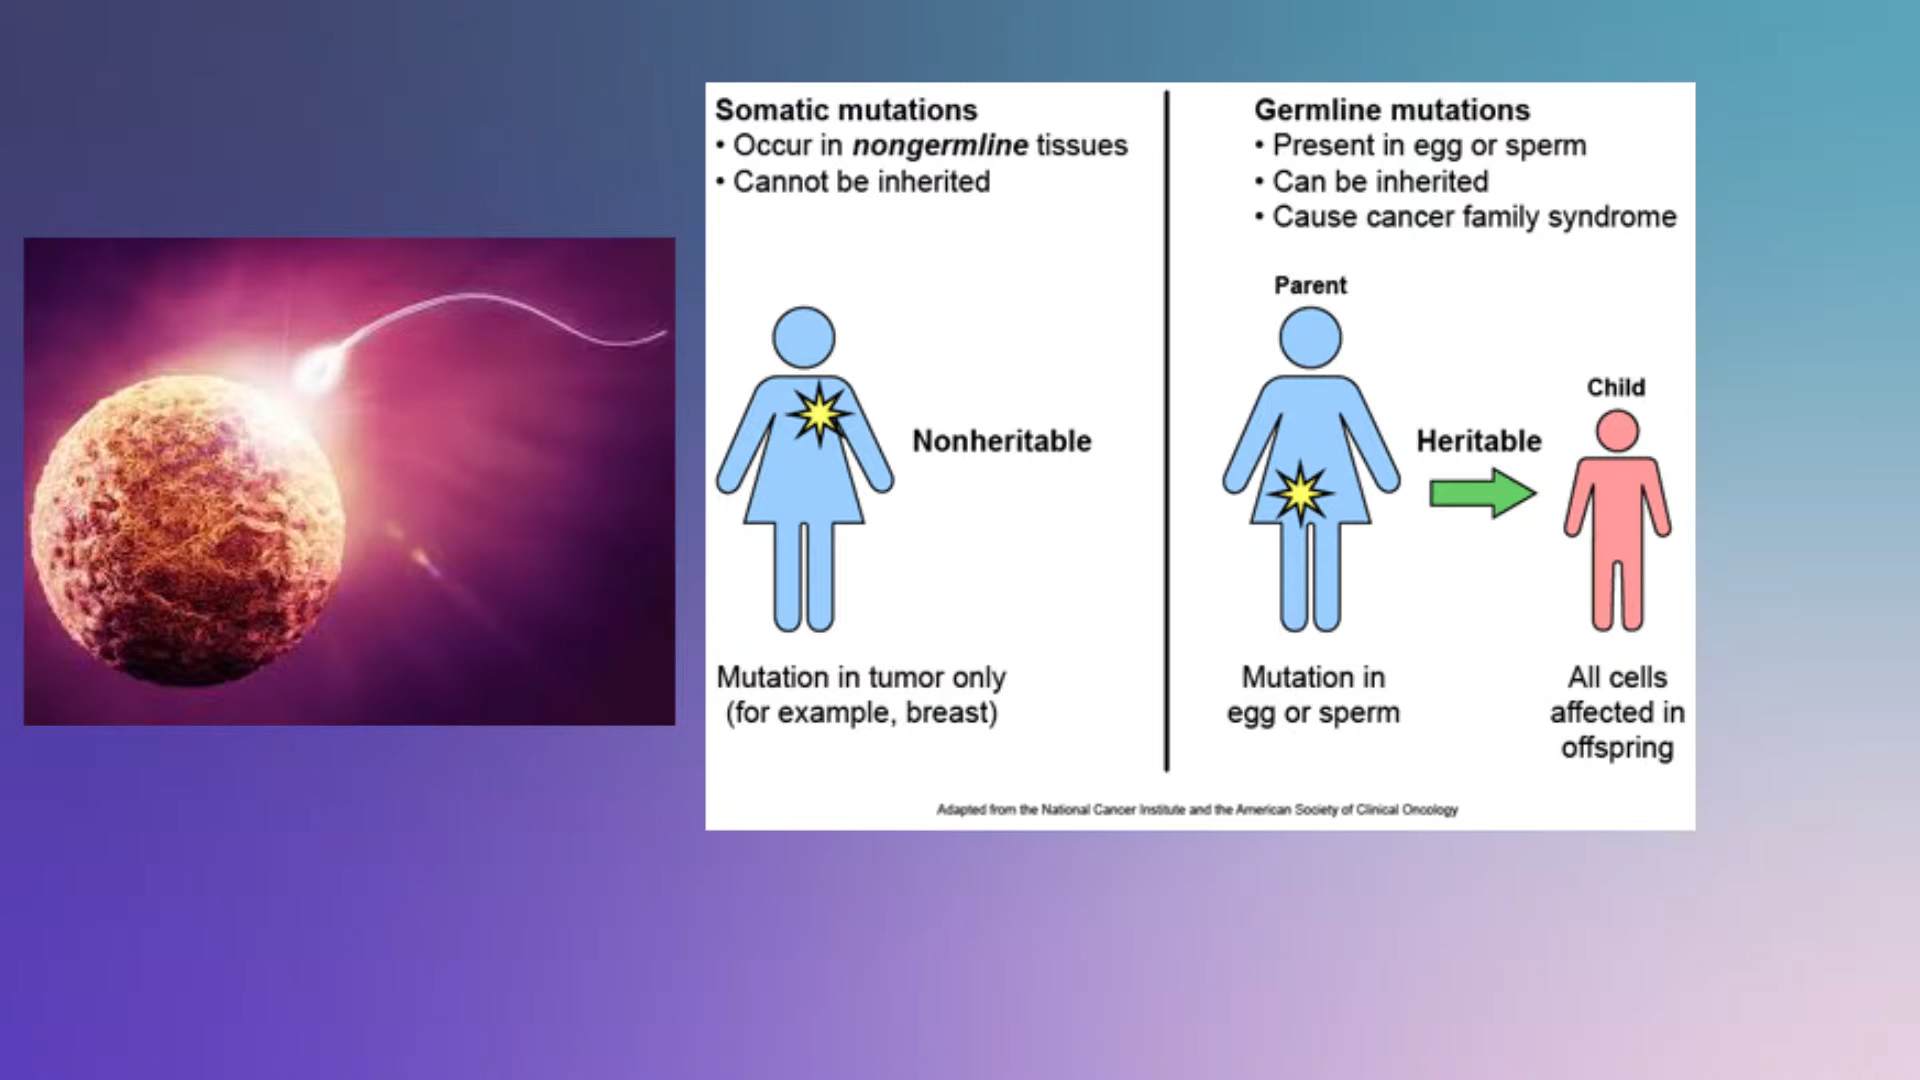 Somatic mutations
• Occur in nongermline tissues
• Cannot be inherited
Nonheritable
Mutation in tumor only
(for example, breast)
Germline mutations
• Present in egg or sperm
• Can be inherited
• Cause cancer family syndrome
Parent
Child
Heritable
Mutation in
egg or sperm
All cells
affected in
offspring
Adapted from the National Cancer Institute and the American Society of Clinical Oncology